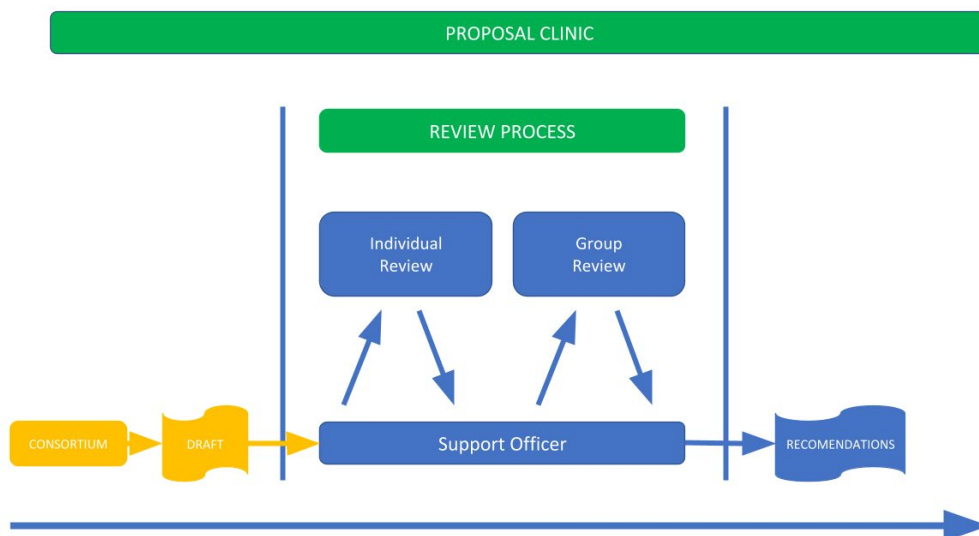 PROPOSAL CLINIC
REVIEW PROCESS
Individual
Review
Group
Review
CONSORTIUM
DRAFT
Support Officer
RECOMENDATIONS